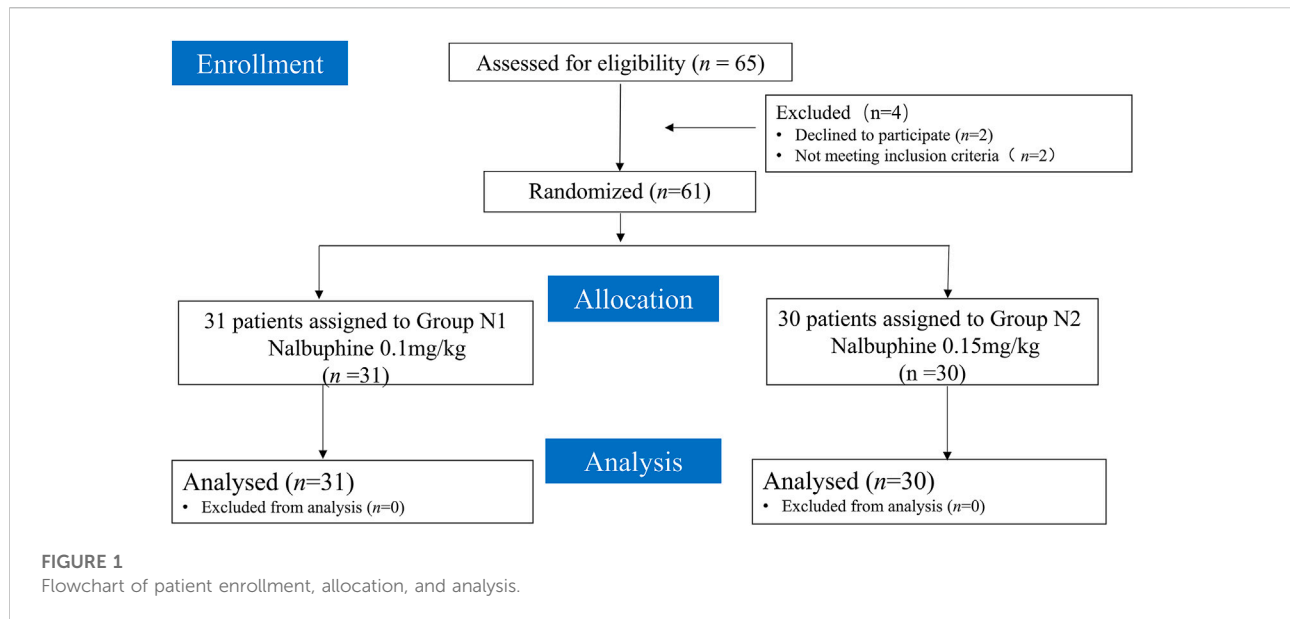 Enrollment
Assessed for eligibility (n = 65)
Excluded（n=4）
• Declined to participate (n=2)
• Not meeting inclusion criteria（ n=2）
Randomized (n=61)
Allocation
31 patients assigned to Group N1
Nalbuphine 0.1mg/kg
(n =31)
30 patients assigned to Group N2
Nalbuphine 0.15mg/kg
(n =30)
Analysis
Analysed (n=31)
• Excluded from analysis (n=0)
Analysed (n=30)
• Excluded from analysis (n=0)
FIGURE 1
Flowchart of patient enrollment, allocation, and analysis.